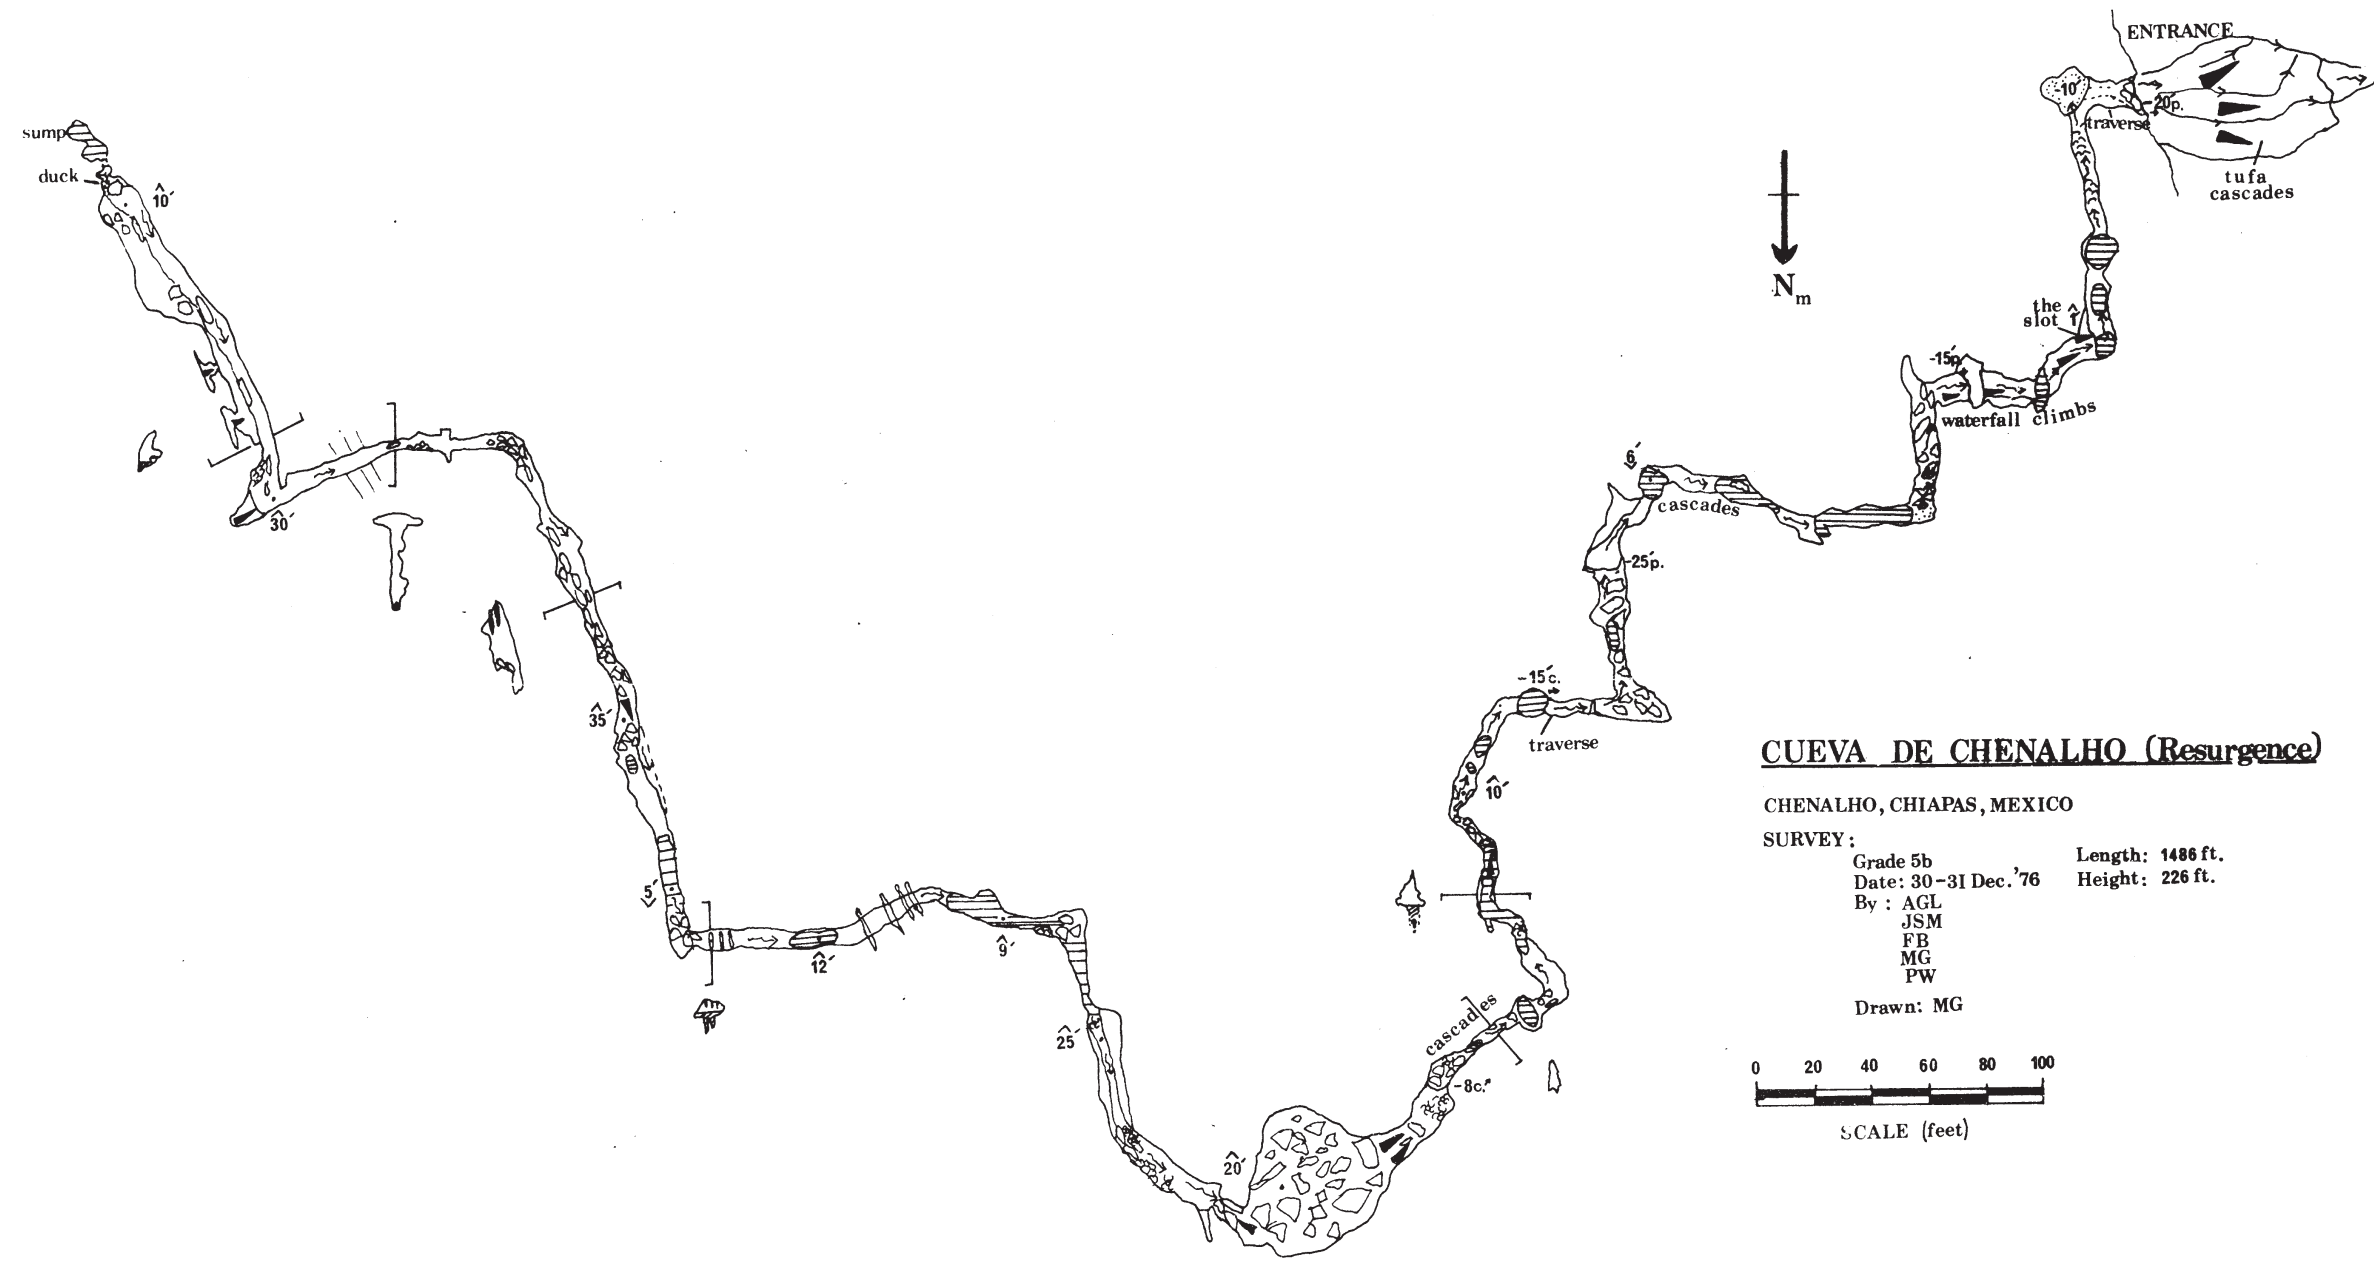 ENTRANCE
-10'
-20p.
traverse
tufa
cascades
sump
duck
10'
N m
the
slot
1'
-15p.
waterfall climbs
6'
cascades
30'
-25p.
-15c.
traverse
35'
10'
CUEVA DE CHENALHO (Resurgence)
CHENALHO, CHIAPAS, MEXICO
SURVEY:
Grade 5b
Length: 1486 ft.
Date: 30-31 Dec. '76
Height: 226 ft.
By: AGL
JSM
FB
MG
PW
Drawn: MG
5'
12'
9'
25'
cascades
-8c.
20'
0 20 40 60 80 100
SCALE (feet)